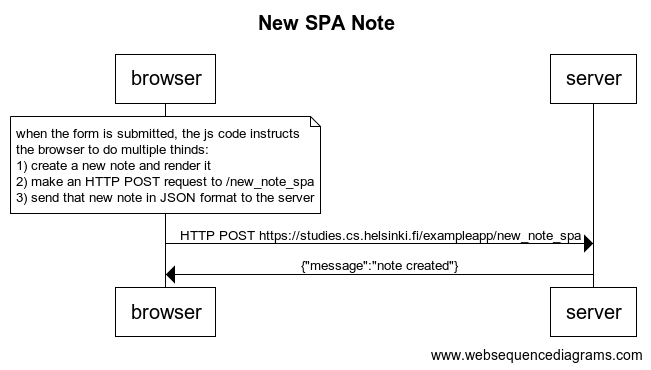 New SPA Note
browser
server
when the form is submitted, the js code instructs
the browser to do multiple thinds:
1) create a new note and render it
2) make an HTTP POST request to /new_note_spa
3) send that new note in JSON format to the server
HTTP POST https://studies.cs.helsinki.fi/exampleapp/new_note_spa
{"message":"note created"}
browser
server
www.websequencediagrams.com